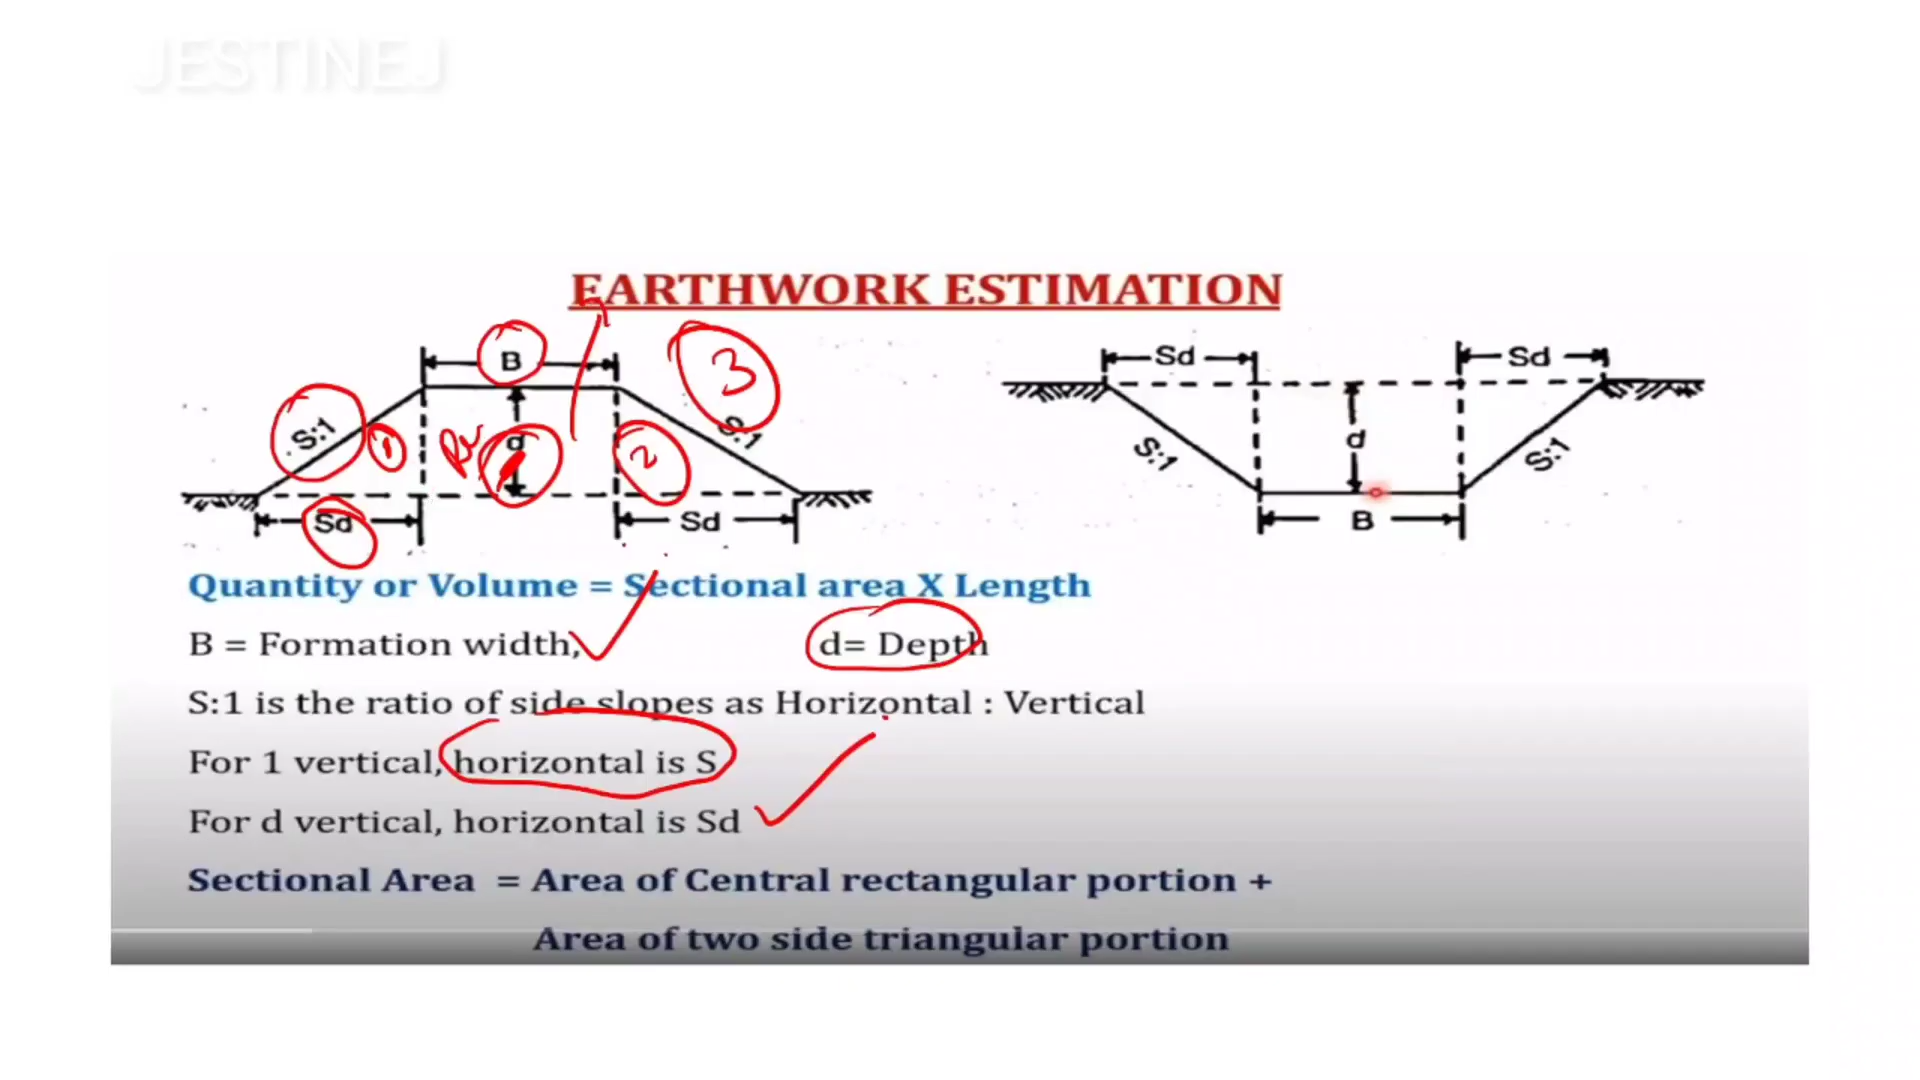 JESTINEJ
EARTHWORK ESTIMATION
B
3
S:1
1
d
2
S:1
Sd
Sd
Sd
Sd
S:1
d
S:1
B
Quantity or Volume = Sectional area X Length
B = Formation width, d= Depth
S:1 is the ratio of side slopes as Horizontal : Vertical
For 1 vertical, horizontal is S
For d vertical, horizontal is Sd
Sectional Area = Area of Central rectangular portion +
Area of two side triangular portion